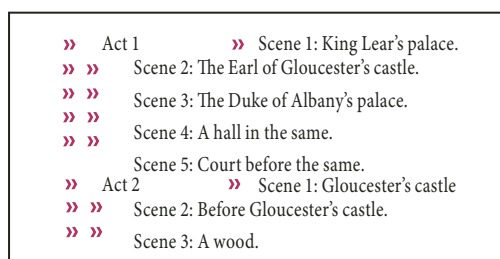 » Act 1 » Scene 1: King Lear's palace.
» » Scene 2: The Earl of Gloucester's castle.
» » Scene 3: The Duke of Albany's palace.
» » Scene 4: A hall in the same.
» » Scene 5: Court before the same.
» Act 2 » Scene 1: Gloucester's castle
» » Scene 2: Before Gloucester's castle.
» » Scene 3: A wood.